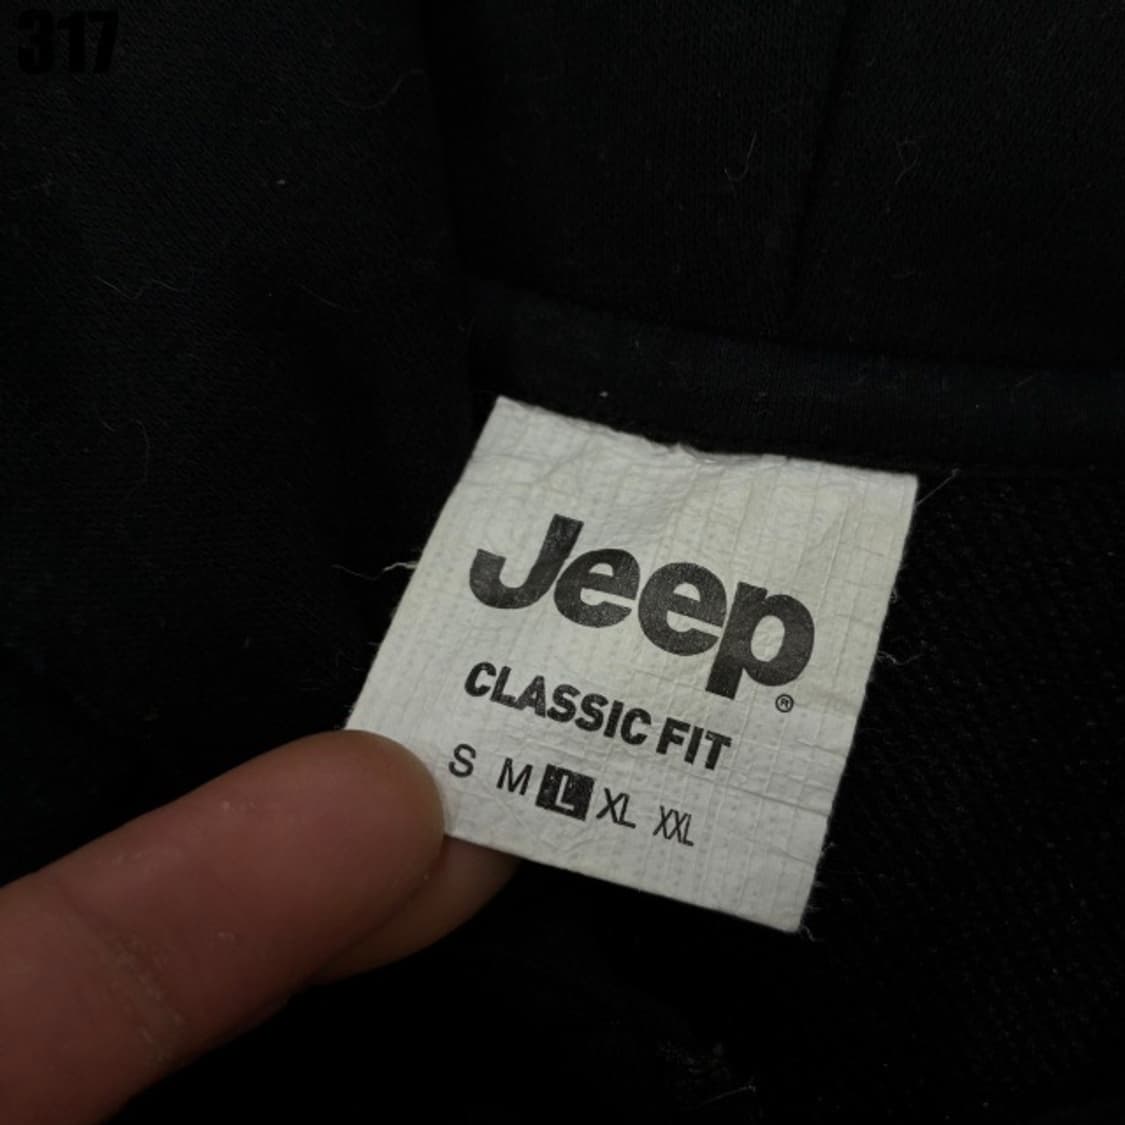 317
Jeep®
CLASSIC FIT
S M L XL XXL